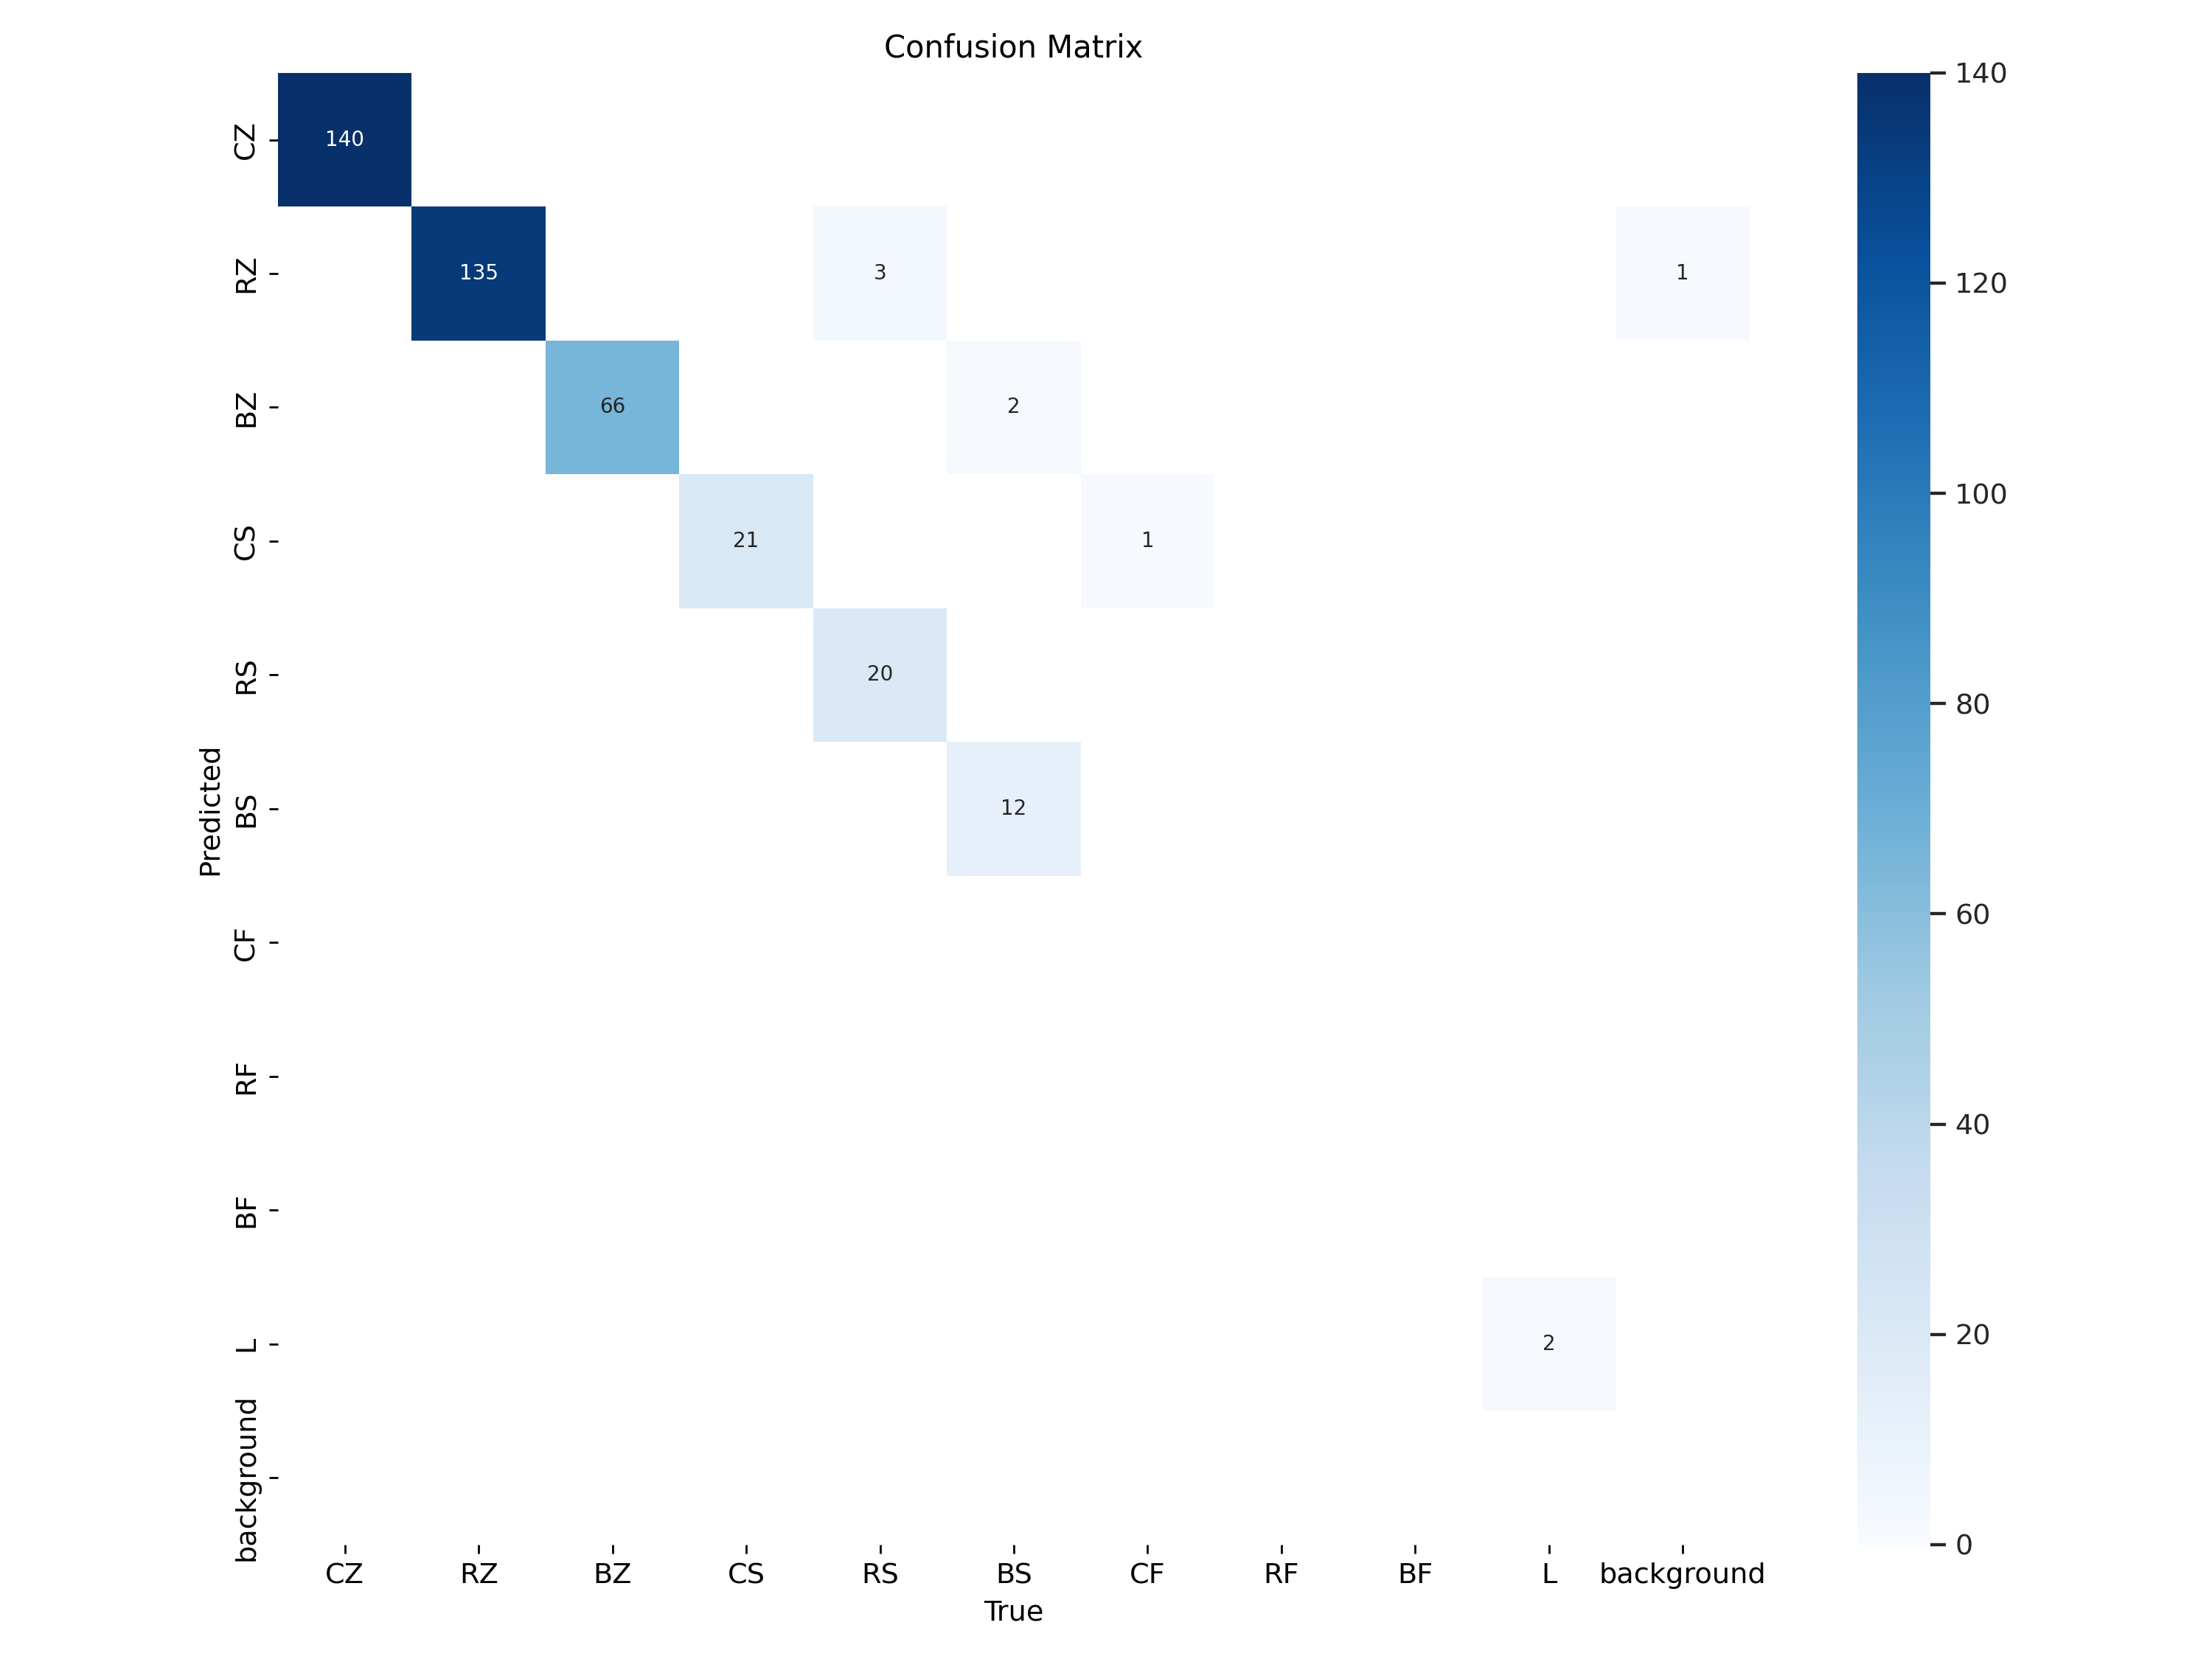 Confusion Matrix
CZ 140
RZ 135 3 1
BZ 66 2
CS 21 1
RS 20
BS 12
CF
RF
BF
L 2
background
Predicted
CZ RZ BZ CS RS BS CF RF BF L background
True
140
120
100
80
60
40
20
0